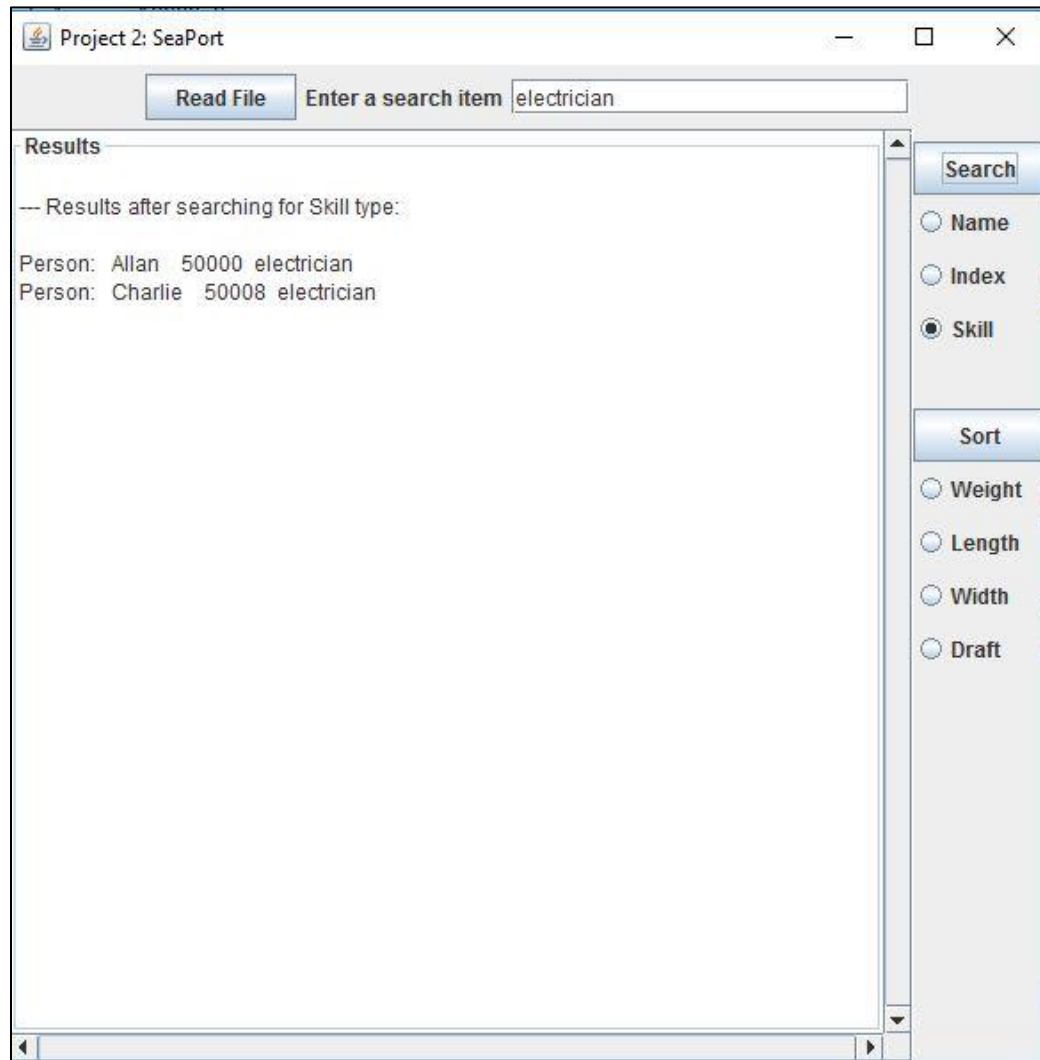 Project 2: SeaPort
Read File Enter a search item electrician
Results
--- Results after searching for Skill type:
Person: Allan 50000 electrician
Person: Charlie 50008 electrician
Search
Name
Index
Skill
Sort
Weight
Length
Width
Draft